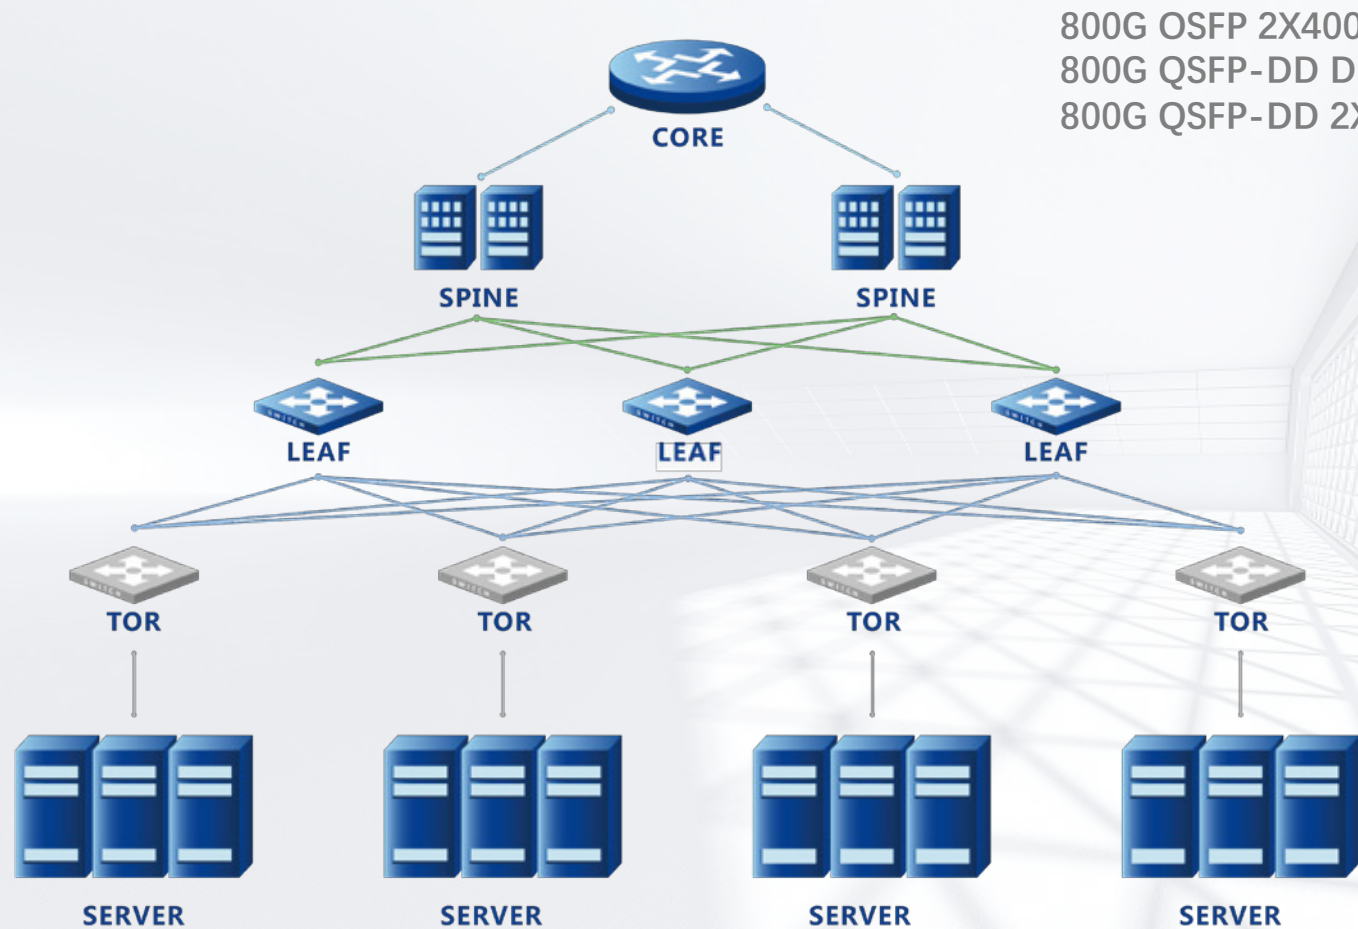 800G OSFP 2X400
800G QSFP-DD D
800G QSFP-DD 2X
CORE
SPINE SPINE
LEAF LEAF LEAF
TOR TOR TOR TOR
SERVER SERVER SERVER SERVER